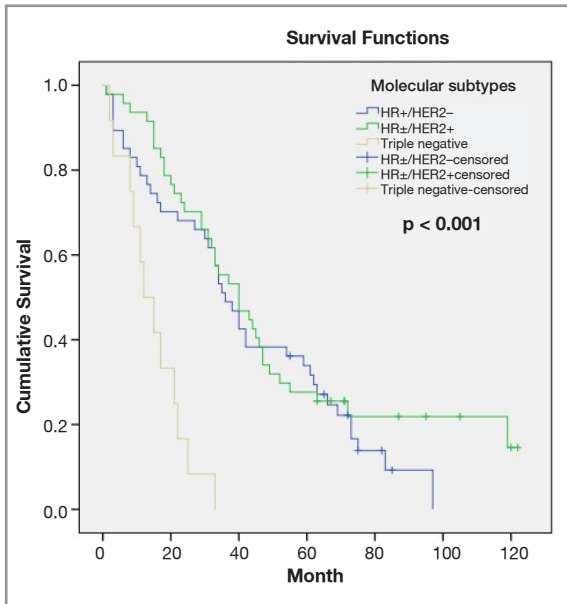 Survival Functions
Molecular subtypes
HR+/HER2−
HR±/HER2+
Triple negative
HR±/HER2−censored
HR±/HER2+censored
Triple negative-censored
p < 0.001
Cumulative Survival
1.0
0.8
0.6
0.4
0.2
0.0
0 20 40 60 80 100 120
Month